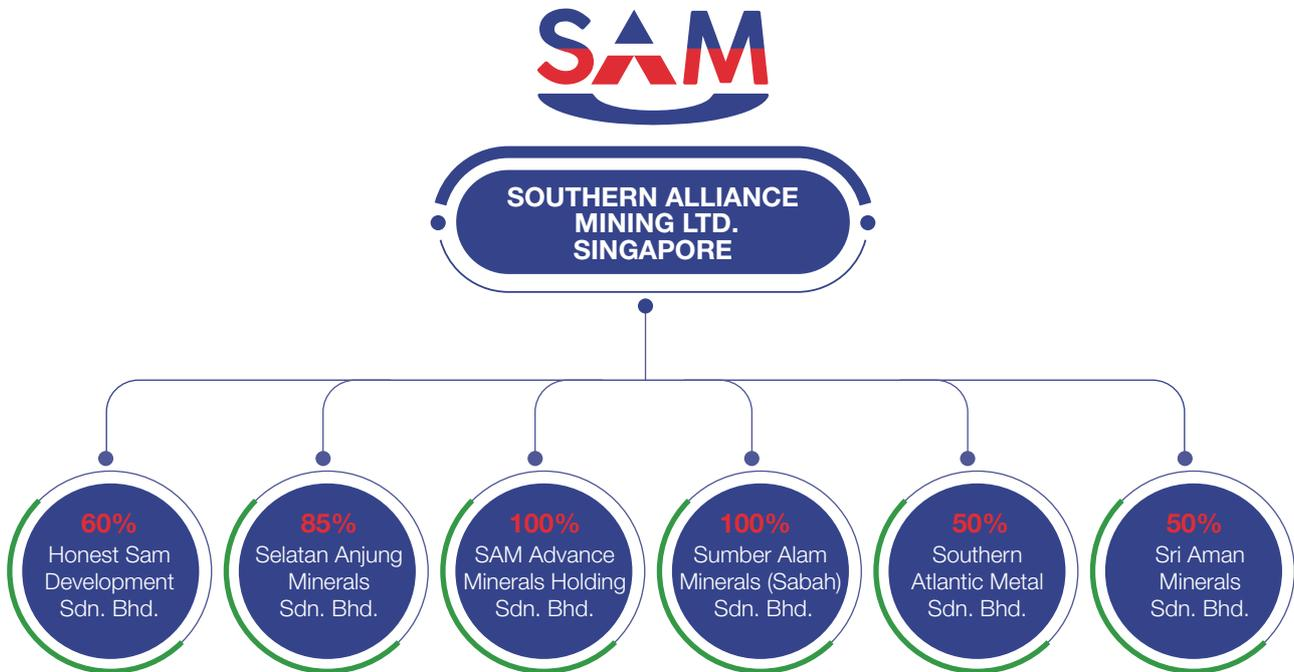 SAM
SOUTHERN ALLIANCE
MINING LTD.
SINGAPORE
60%
Honest Sam
Development
Sdn. Bhd.
85%
Selatan Anjung
Minerals
Sdn. Bhd.
100%
SAM Advance
Minerals Holding
Sdn. Bhd.
100%
Sumber Alam
Minerals (Sabah)
Sdn. Bhd.
50%
Southern
Atlantic Metal
Sdn. Bhd.
50%
Sri Aman
Minerals
Sdn. Bhd.